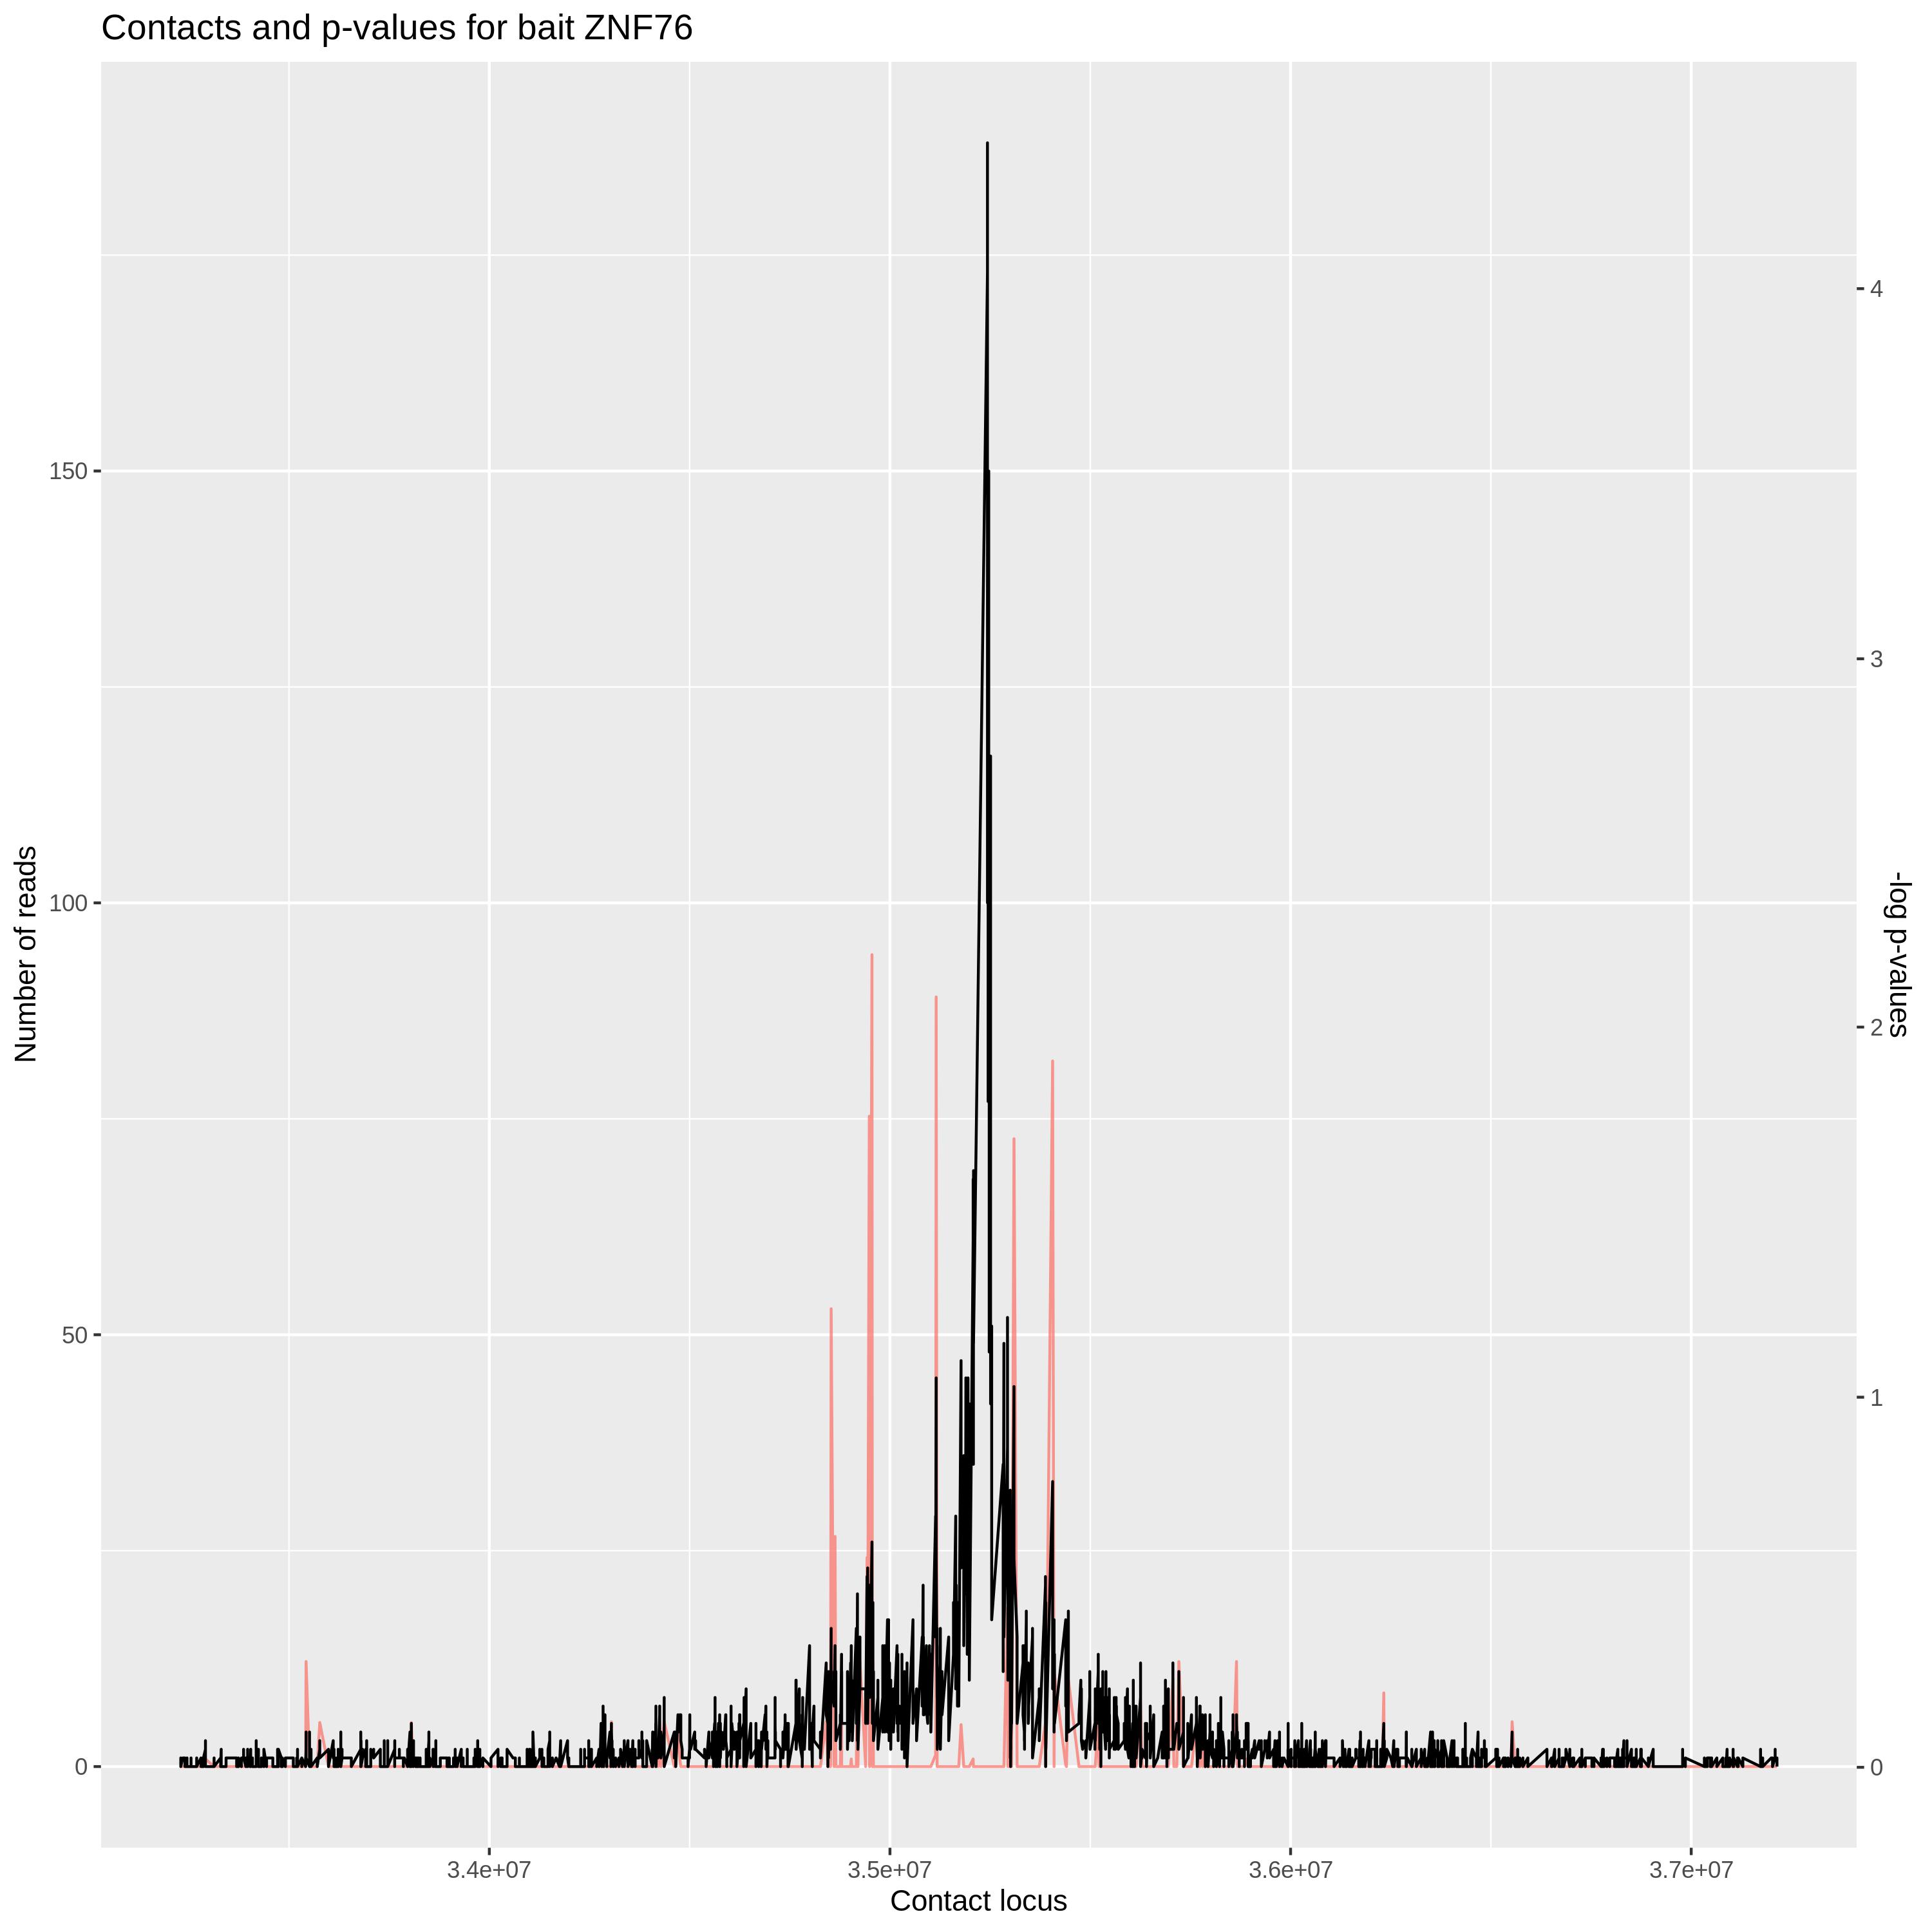 Contacts and p-values for bait ZNF76
Number of reads
150
100
50
0
4
3
2
1
0
-log p-values
3.4e+07
3.5e+07
3.6e+07
3.7e+07
Contact locus